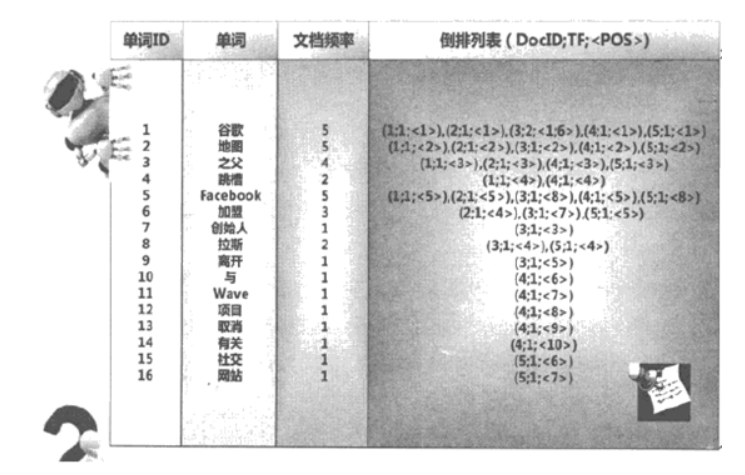 单词ID 单词 文档频率 倒排列表 ( DocID;TF;<POS>)
1 谷歌 5 (1;1;<1>),(2;1;<1>),(3;2;<1;6>),(4;1;<1>),(5;1;<1>)
2 地图 5 (1;1;<2>),(2;1;<2>),(3;1;<2>),(4;1;<2>),(5;1;<2>)
3 之父 4 (1;1;<3>),(2;1;<3>),(4;1;<3>),(5;1;<3>)
4 跳槽 2 (1;1;<4>),(4;1;<4>)
5 Facebook 5 (1;1;<5>),(2;1;<5>),(3;1;<8>),(4;1;<5>),(5;1;<8>)
6 加盟 3 (2;1;<4>),(3;1;<7>),(5;1;<5>)
7 创始人 1 (3;1;<3>)
8 拉斯 2 (3;1;<4>),(5;1;<4>)
9 离开 1 (3;1;<5>)
10 与 1 (4;1;<6>)
11 Wave 1 (4;1;<7>)
12 项目 1 (4;1;<8>)
13 取消 1 (4;1;<9>)
14 有关 1 (4;1;<10>)
15 社交 1 (5;1;<6>)
16 网站 1 (5;1;<7>)